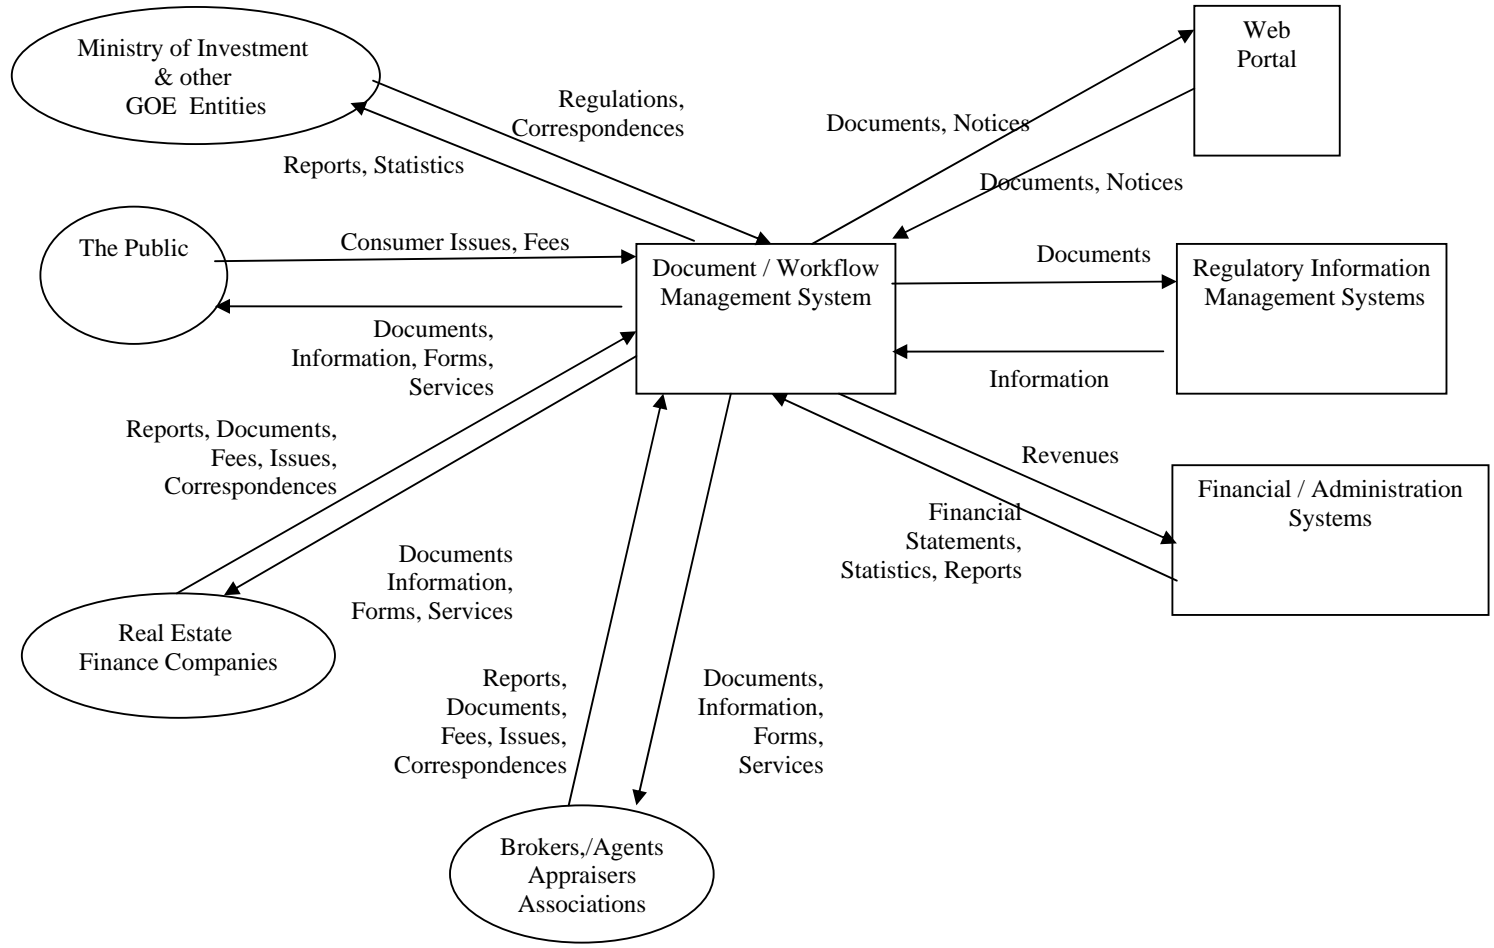 Ministry of Investment
& other
GOE Entities
Web
Portal
Regulations,
Correspondences
Documents, Notices
Reports, Statistics
Documents, Notices
The Public
Consumer Issues, Fees
Document / Workflow
Management System
Documents
Regulatory Information
Management Systems
Documents,
Information, Forms,
Services
Information
Reports, Documents,
Fees, Issues,
Correspondences
Revenues
Financial / Administration
Systems
Financial
Statements,
Statistics, Reports
Documents
Information,
Forms, Services
Real Estate
Finance Companies
Reports,
Documents,
Fees, Issues,
Correspondences
Documents,
Information,
Forms,
Services
Brokers,/Agents
Appraisers
Associations